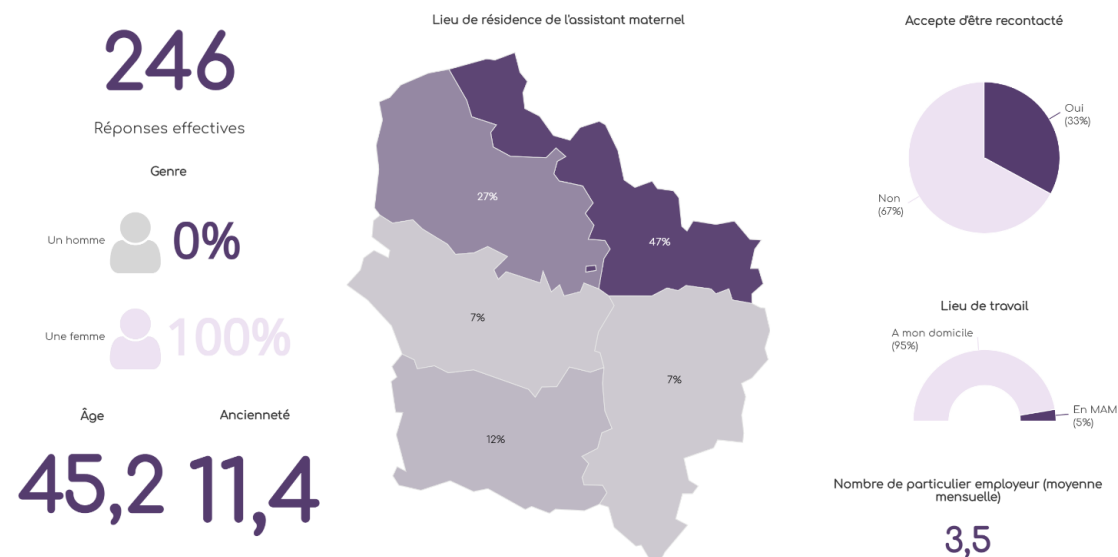 246
Réponses effectives
Genre
Un homme
0%
Une femme
100%
Âge
Ancienneté
45,2
11,4
Lieu de résidence de l'assistant maternel
27%
47%
7%
7%
12%
Accepte d'être recontacté
Oui
(33%)
Non
(67%)
Lieu de travail
A mon domicile
(95%)
En MAM
(5%)
Nombre de particulier employeur (moyenne
mensuelle)
3,5